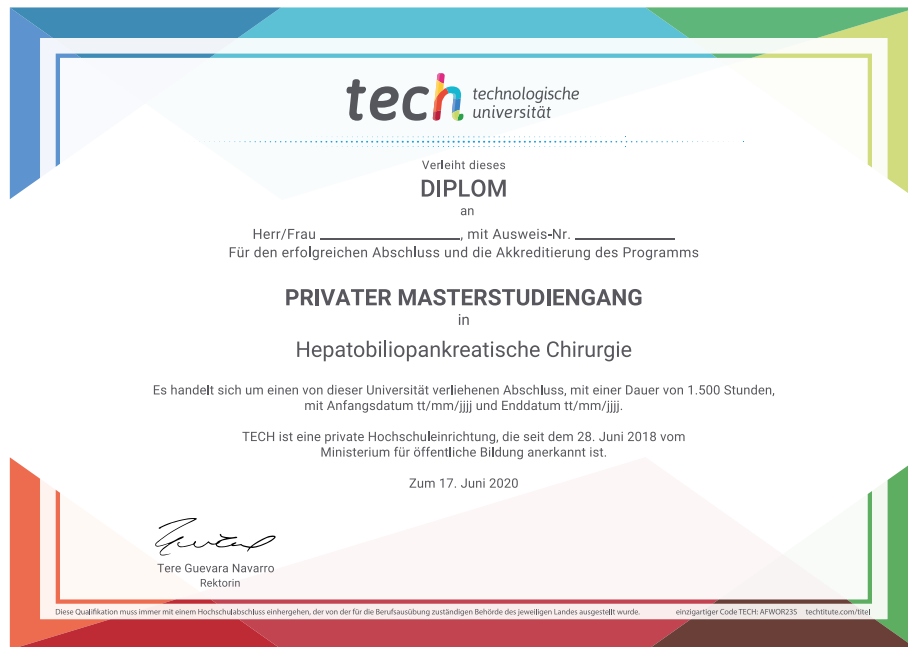 tech technologische
universität
Verleiht dieses
DIPLOM
an
Herr/Frau ____________________, mit Ausweis-Nr. ______________
Für den erfolgreichen Abschluss und die Akkreditierung des Programms
PRIVATER MASTERSTUDIENGANG
in
Hepatobiliopankreatische Chirurgie
Es handelt sich um einen von dieser Universität verliehenen Abschluss, mit einer Dauer von 1.500 Stunden,
mit Anfangsdatum tt/mm/jjjj und Enddatum tt/mm/jjjj.
TECH ist eine private Hochschuleinrichtung, die seit dem 28. Juni 2018 vom
Ministerium für öffentliche Bildung anerkannt ist.
Zum 17. Juni 2020
Tere Guevara Navarro
Rektorin
Diese Qualifikation muss immer mit einem Hochschulabschluss einhergehen, der von der für die Berufsausübung zuständigen Behörde des jeweiligen Landes ausgestellt wurde. einzigartiger Code TECH: AFWOR235 techtitute.com/titel